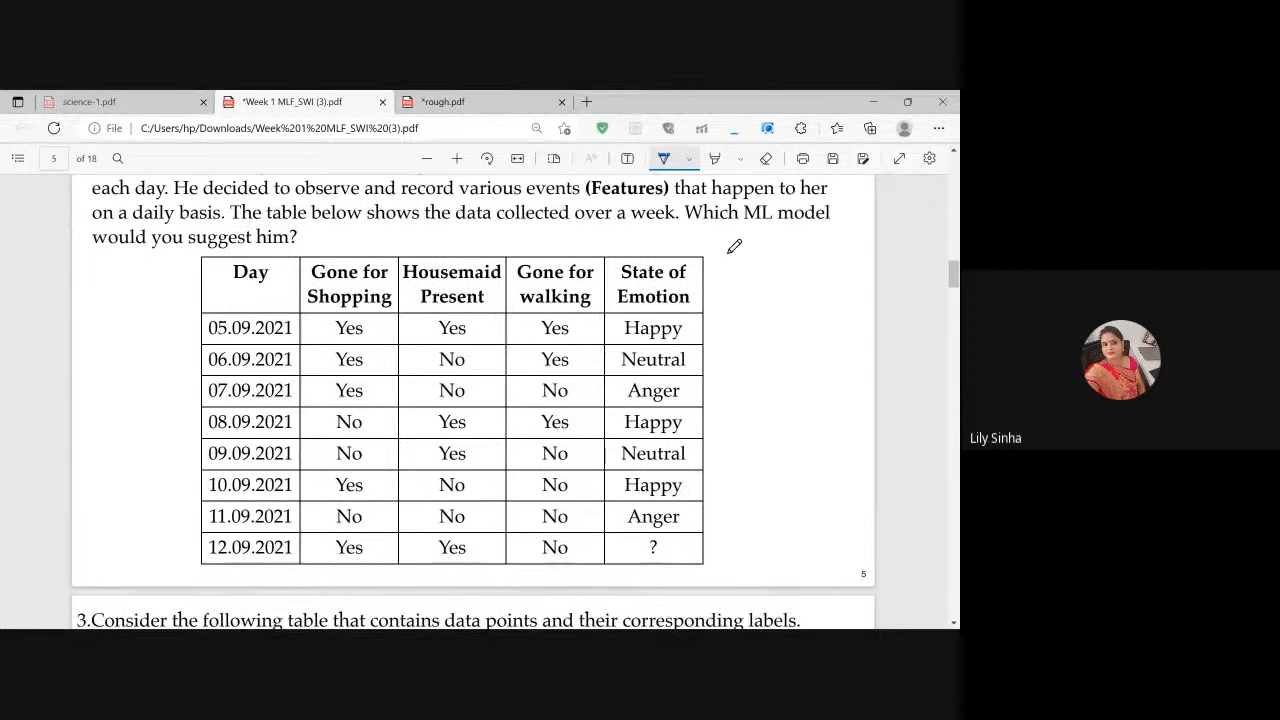 science-1.pdf
*Week 1 MLF_SWI (3).pdf
*rough.pdf
File
C:/Users/hp/Downloads/Week%201%20MLF_SWI%20(3).pdf
5 of 18
each day. He decided to observe and record various events (Features) that happen to her
on a daily basis. The table below shows the data collected over a week. Which ML model
would you suggest him?
Day Gone for Shopping Housemaid Present Gone for walking State of Emotion
05.09.2021 Yes Yes Yes Happy
06.09.2021 Yes No Yes Neutral
07.09.2021 Yes No No Anger
08.09.2021 No Yes Yes Happy
09.09.2021 No Yes No Neutral
10.09.2021 Yes No No Happy
11.09.2021 No No No Anger
12.09.2021 Yes Yes No ?
5
3.Consider the following table that contains data points and their corresponding labels.
Lily Sinha